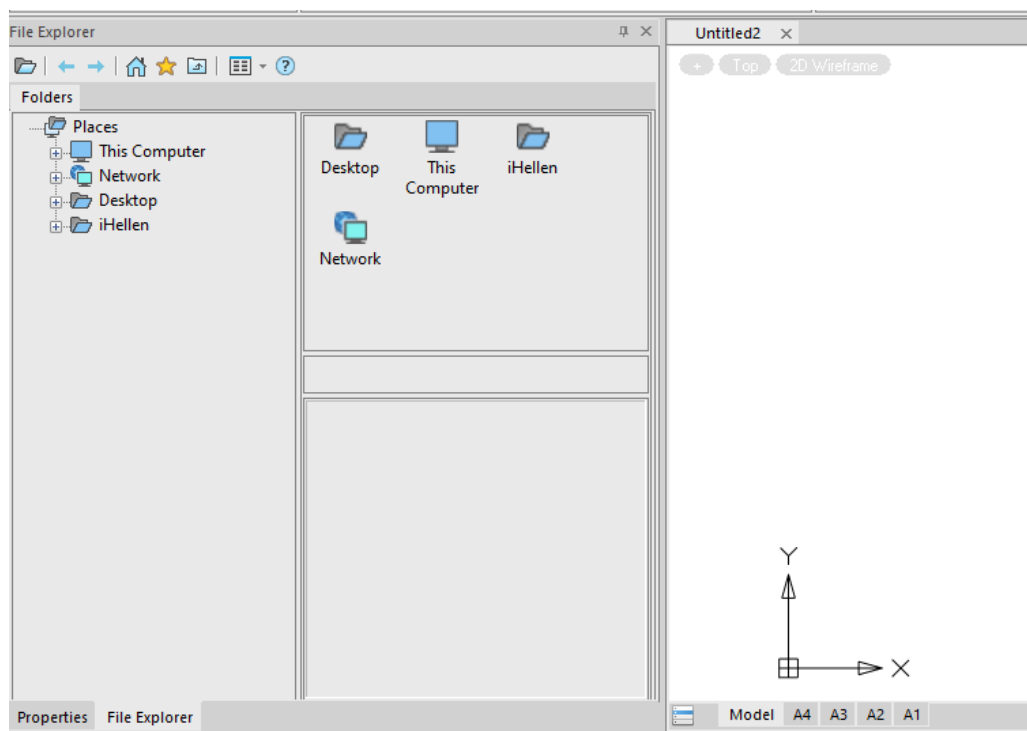 File Explorer
Untitled2
+ Top 2D Wireframe
Folders
Places
This Computer
Network
Desktop
iHellen
Desktop
This
Computer
iHellen
Network
Y
X
Properties File Explorer
Model A4 A3 A2 A1